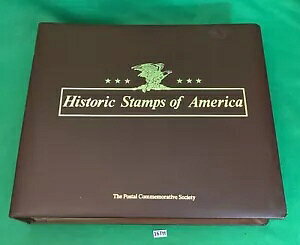 Historic Stamps of America
The Postal Commemorative Society